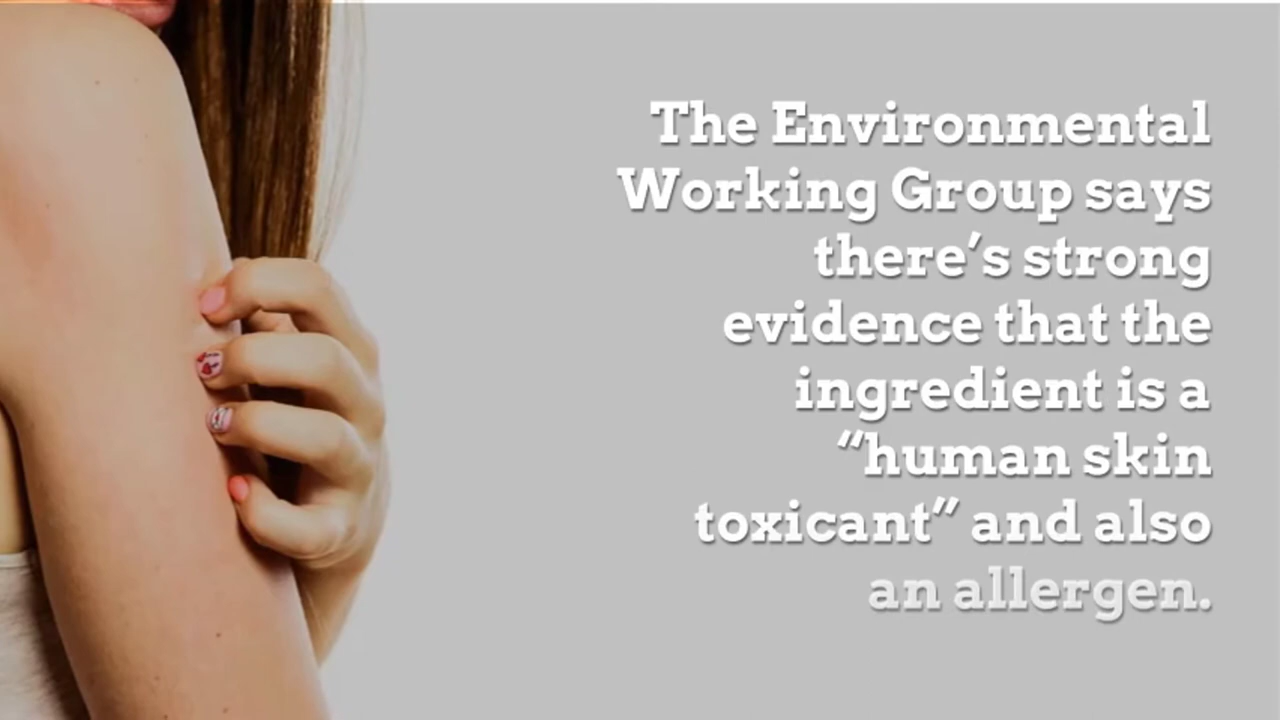 The Environmental
Working Group says
there’s strong
evidence that the
ingredient is a
“human skin
toxicant” and also
an allergen.